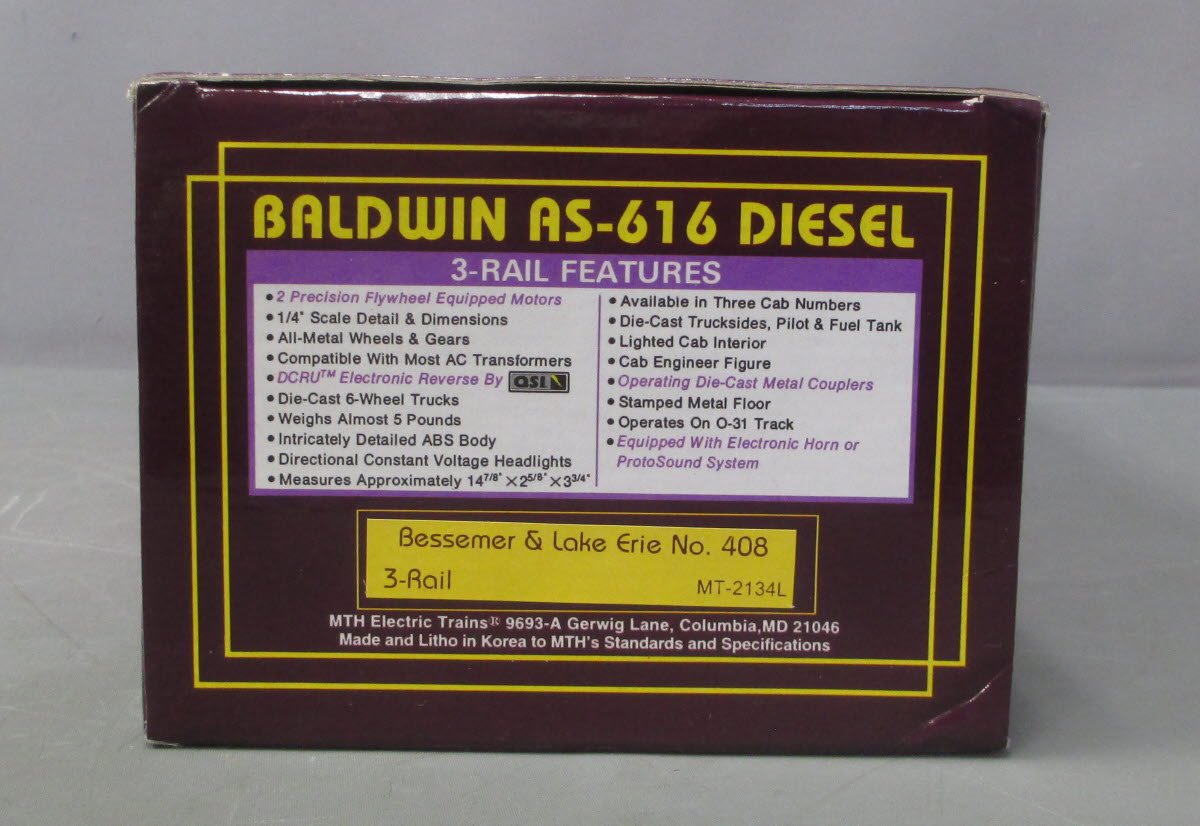 BALDWIN AS-616 DIESEL
3-RAIL FEATURES
• 2 Precision Flywheel Equipped Motors
• 1/4" Scale Detail & Dimensions
• All-Metal Wheels & Gears
• Compatible With Most AC Transformers
• DCRU™ Electronic Reverse By QSI
• Die-Cast 6-Wheel Trucks
• Weighs Almost 5 Pounds
• Intricately Detailed ABS Body
• Directional Constant Voltage Headlights
• Measures Approximately 14 7/8" × 2 5/8" × 3 3/4"
• Available in Three Cab Numbers
• Die-Cast Trucksides, Pilot & Fuel Tank
• Lighted Cab Interior
• Cab Engineer Figure
• Operating Die-Cast Metal Couplers
• Stamped Metal Floor
• Operates On O-31 Track
• Equipped With Electronic Horn or
ProtoSound System
Bessemer & Lake Erie No. 408
3-Rail MT-2134L
MTH Electric Trains® 9693-A Gerwig Lane, Columbia,MD 21046
Made and Litho in Korea to MTH's Standards and Specifications